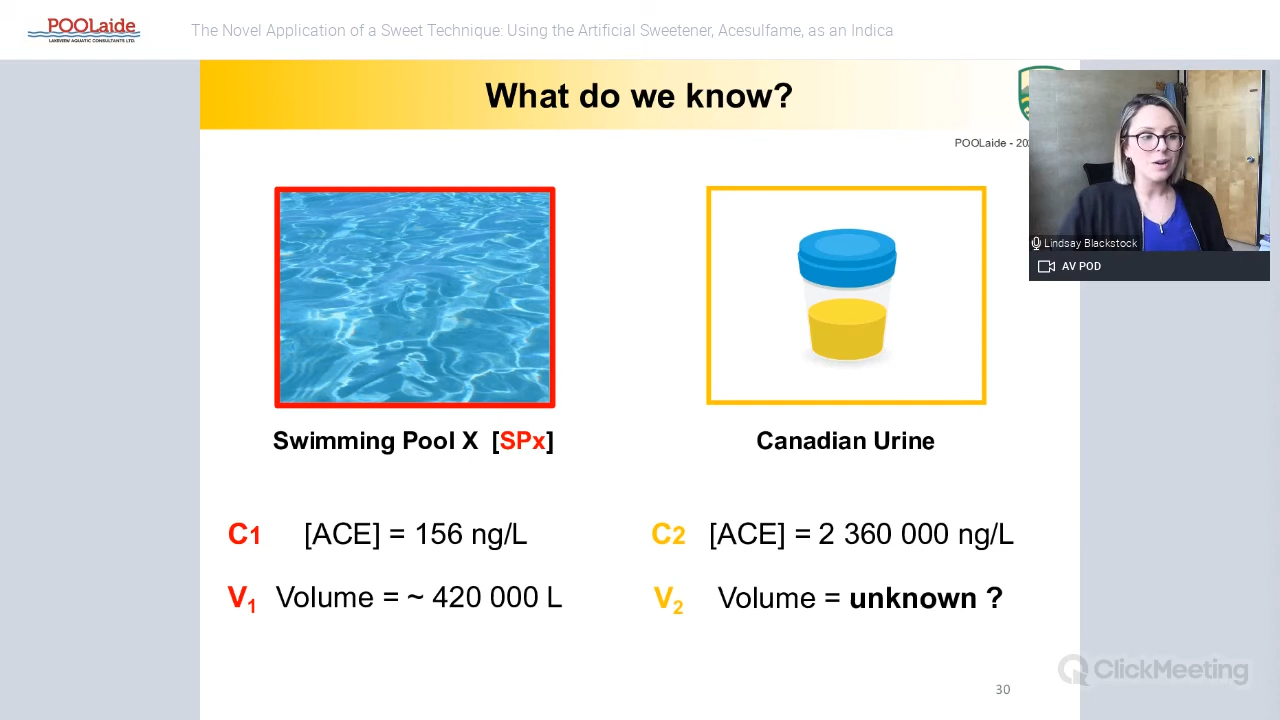 POOLaide
LAKEVIEW AQUATIC CONSULTANTS LTD.
The Novel Application of a Sweet Technique: Using the Artificial Sweetener, Acesulfame, as an Indica
What do we know?
POOLaide - 20
Lindsay Blackstock
AV POD
Swimming Pool X [SPx]
Canadian Urine
C1 [ACE] = 156 ng/L
C2 [ACE] = 2 360 000 ng/L
V1 Volume = ~ 420 000 L
V2 Volume = unknown ?
ClickMeeting
30